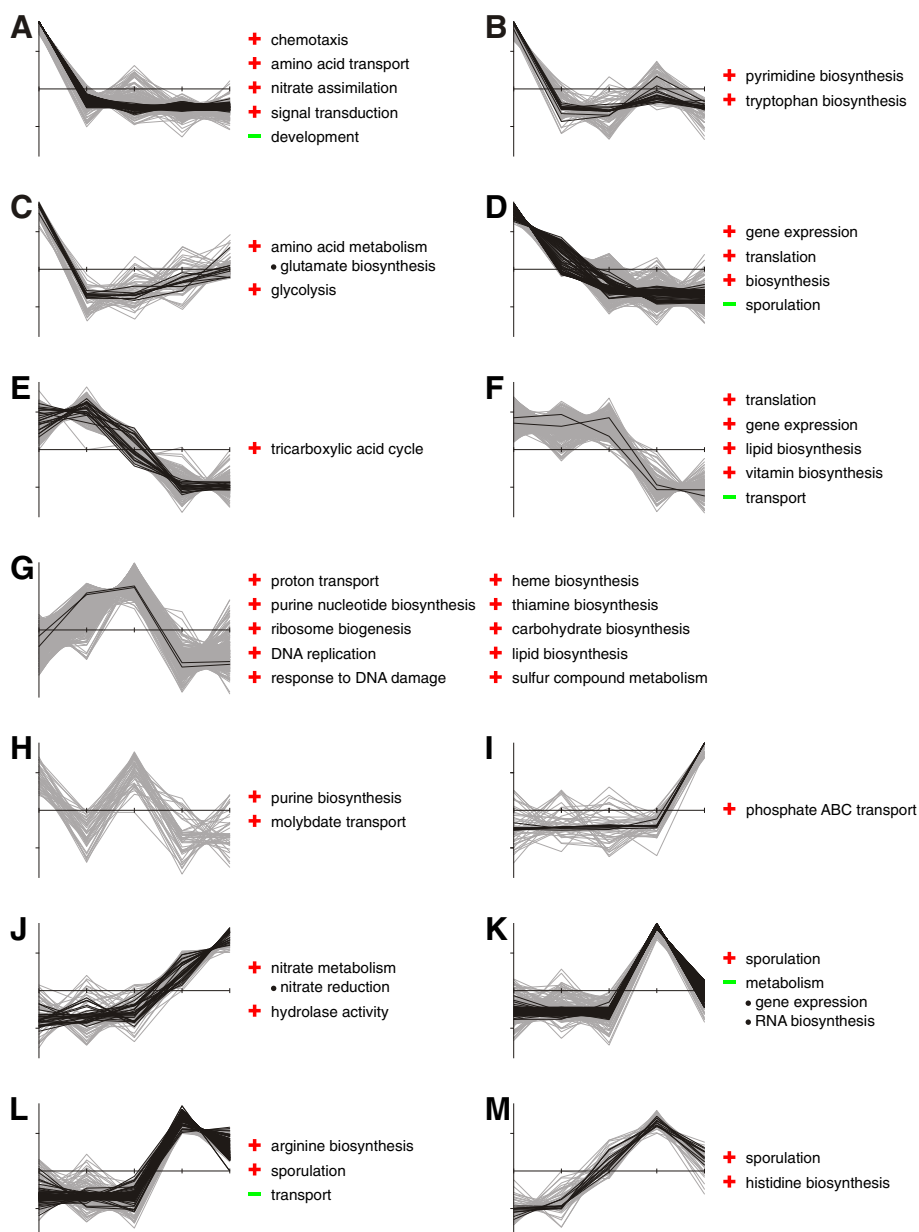 A
+ chemotaxis
+ amino acid transport
+ nitrate assimilation
+ signal transduction
− development
B
+ pyrimidine biosynthesis
+ tryptophan biosynthesis
C
+ amino acid metabolism
• glutamate biosynthesis
+ glycolysis
D
+ gene expression
+ translation
+ biosynthesis
− sporulation
E
+ tricarboxylic acid cycle
F
+ translation
+ gene expression
+ lipid biosynthesis
+ vitamin biosynthesis
− transport
G
+ proton transport
+ purine nucleotide biosynthesis
+ ribosome biogenesis
+ DNA replication
+ response to DNA damage
+ heme biosynthesis
+ thiamine biosynthesis
+ carbohydrate biosynthesis
+ lipid biosynthesis
+ sulfur compound metabolism
H
+ purine biosynthesis
+ molybdate transport
I
+ phosphate ABC transport
J
+ nitrate metabolism
• nitrate reduction
+ hydrolase activity
K
+ sporulation
− metabolism
• gene expression
• RNA biosynthesis
L
+ arginine biosynthesis
+ sporulation
− transport
M
+ sporulation
+ histidine biosynthesis